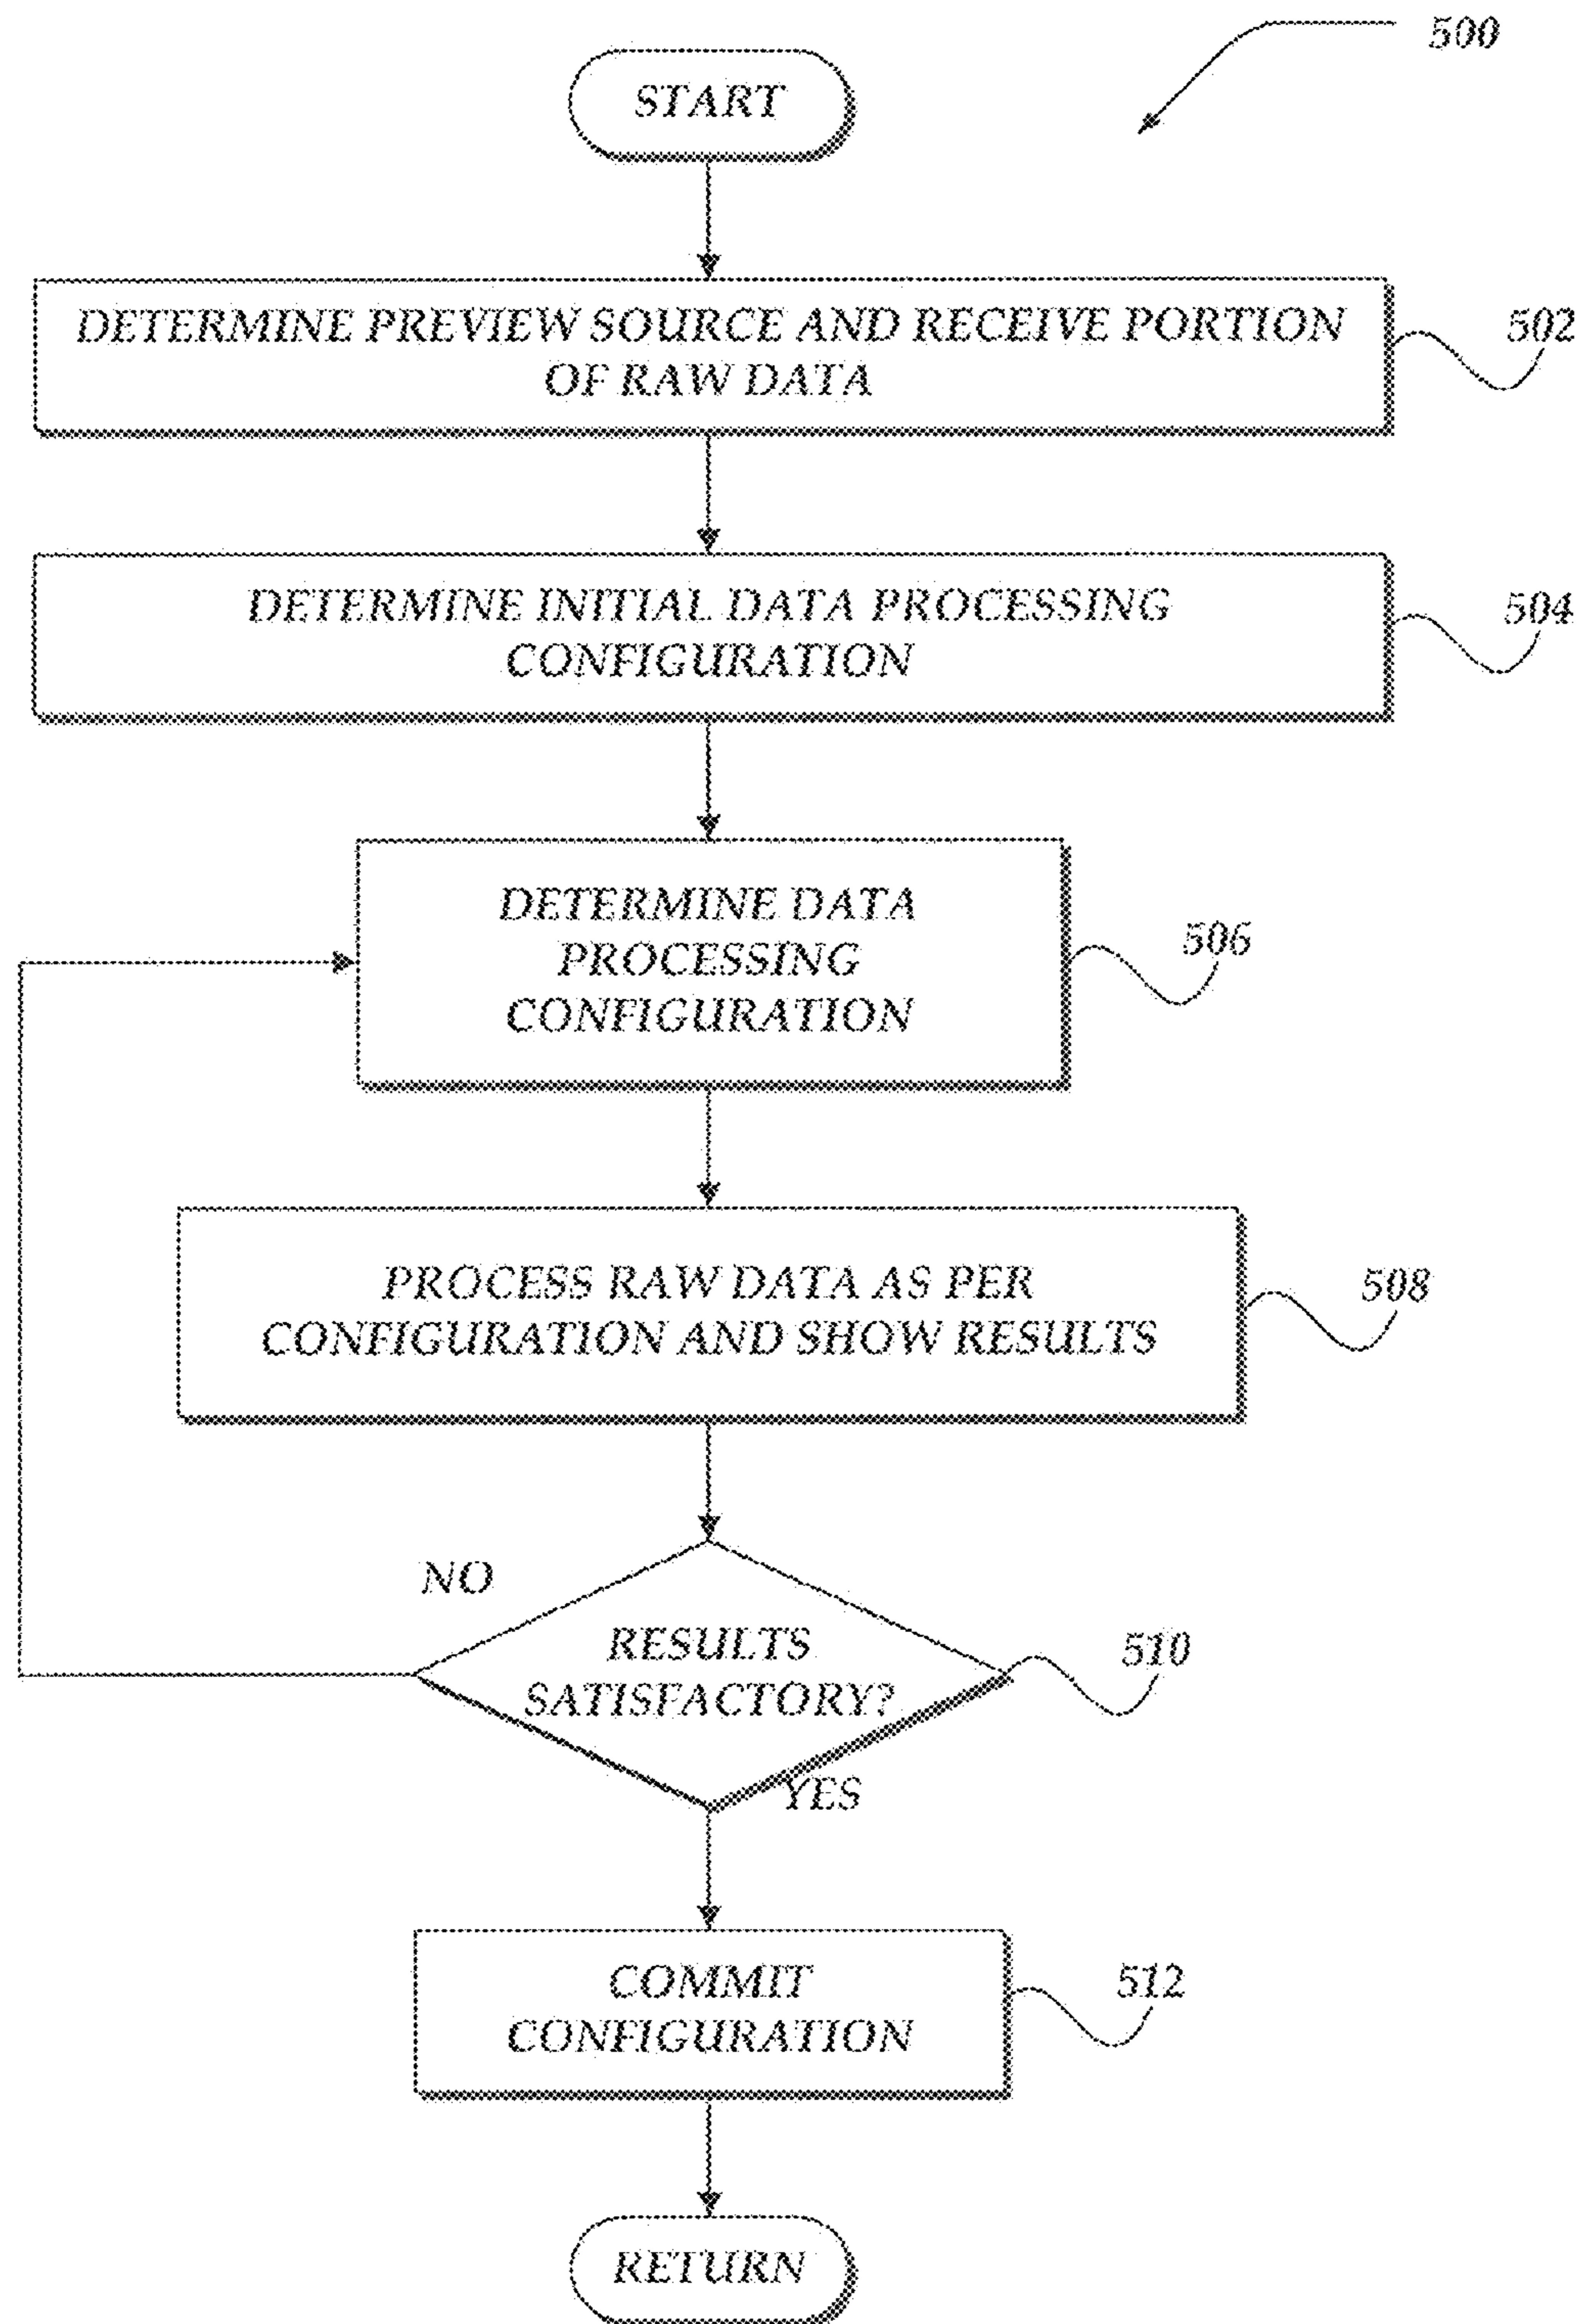 500
START
DETERMINE PREVIEW SOURCE AND RECEIVE PORTION
OF RAW DATA
502
DETERMINE INITIAL DATA PROCESSING
CONFIGURATION
504
DETERMINE DATA
PROCESSING
CONFIGURATION
506
PROCESS RAW DATA AS PER
CONFIGURATION AND SHOW RESULTS
508
NO
RESULTS
SATISFACTORY?
510
YES
COMMIT
CONFIGURATION
512
RETURN